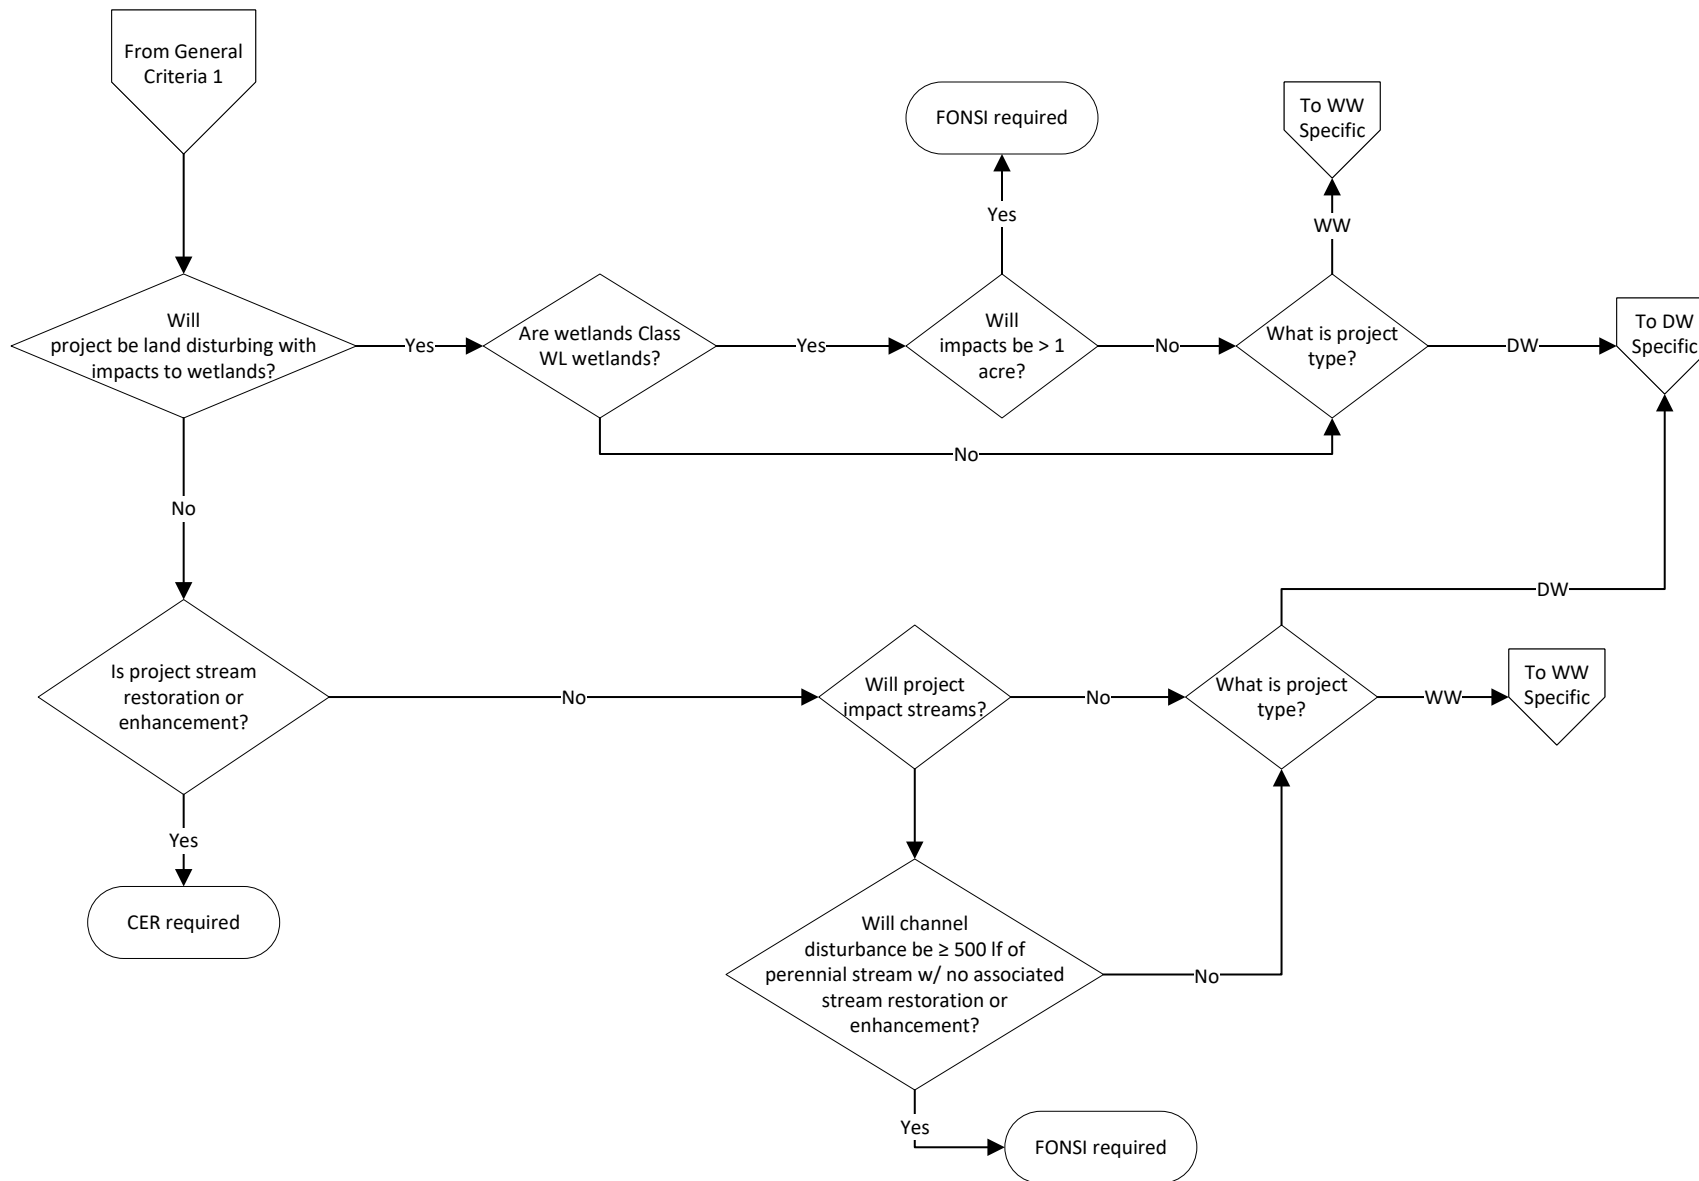 From General
Criteria 1
FONSI required
To WW
Specific
Yes
WW
Will
project be land disturbing with
impacts to wetlands?
Yes
Are wetlands Class
WL wetlands?
Yes
Will
impacts be > 1
acre?
No
What is project
type?
DW
To DW
Specific
No
No
DW
Is project stream
restoration or
enhancement?
No
Will project
impact streams?
No
What is project
type?
WW
To WW
Specific
Yes
CER required
Will channel
disturbance be ≥ 500 lf of
perennial stream w/ no associated
stream restoration or
enhancement?
No
Yes
FONSI required